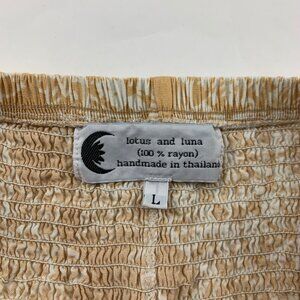 lotus and luna
(100 % rayon)
handmade in thailand
L